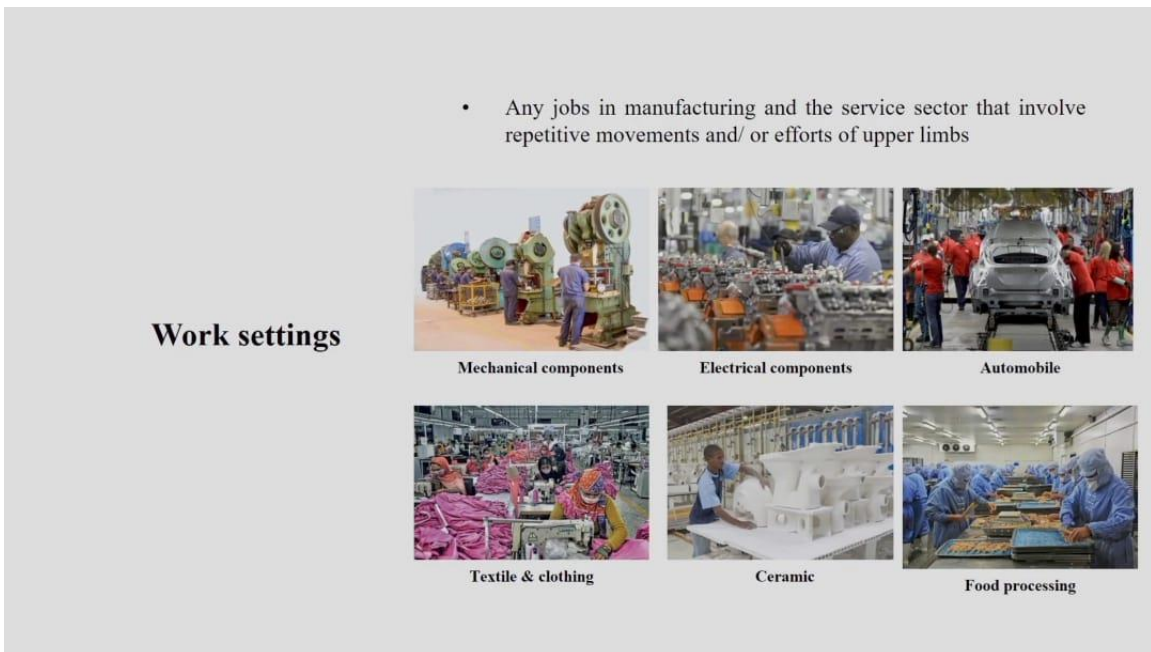 • Any jobs in manufacturing and the service sector that involve
repetitive movements and/ or efforts of upper limbs
Work settings
Mechanical components
Electrical components
Automobile
Textile & clothing
Ceramic
Food processing